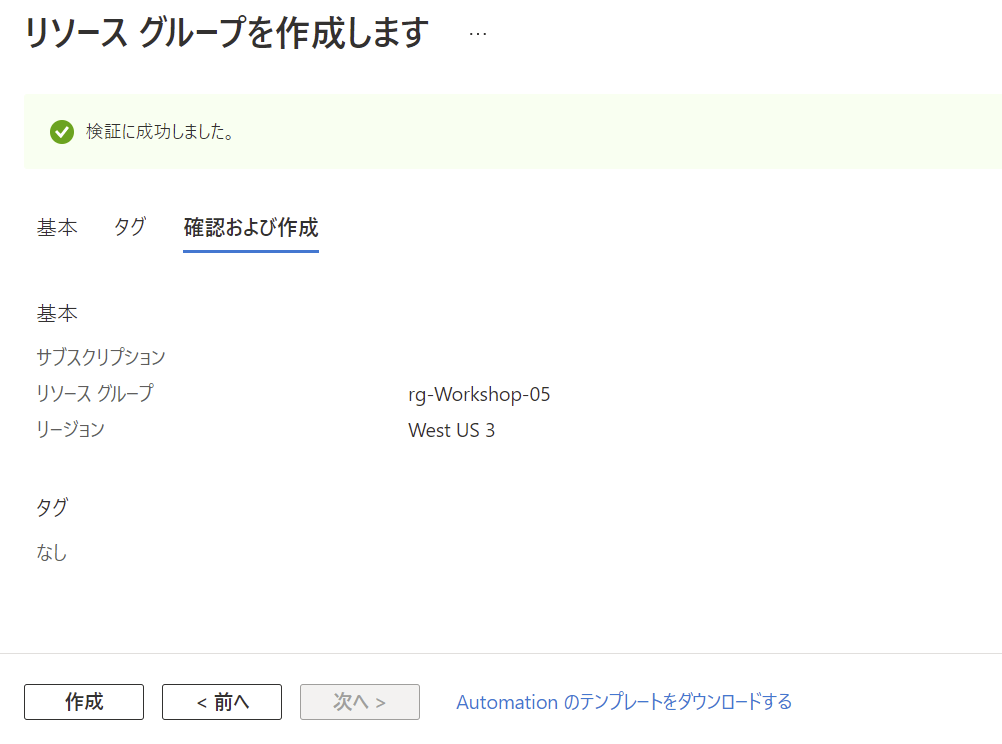 リソース グループを作成します ...
検証に成功しました。
基本 タグ 確認および作成
基本
サブスクリプション
リソース グループ rg-Workshop-05
リージョン West US 3
タグ
なし
作成 < 前へ 次へ > Automation のテンプレートをダウンロードする